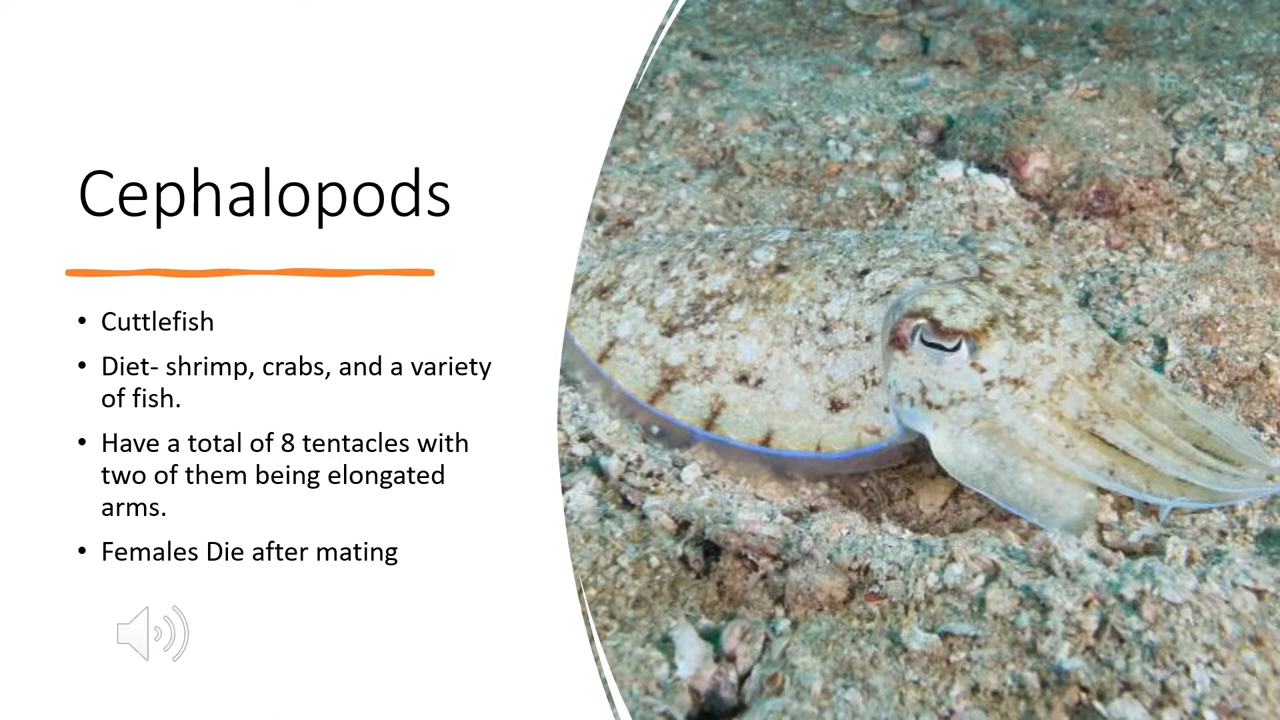 Cephalopods
• Cuttlefish
• Diet- shrimp, crabs, and a variety
of fish.
• Have a total of 8 tentacles with
two of them being elongated
arms.
• Females Die after mating